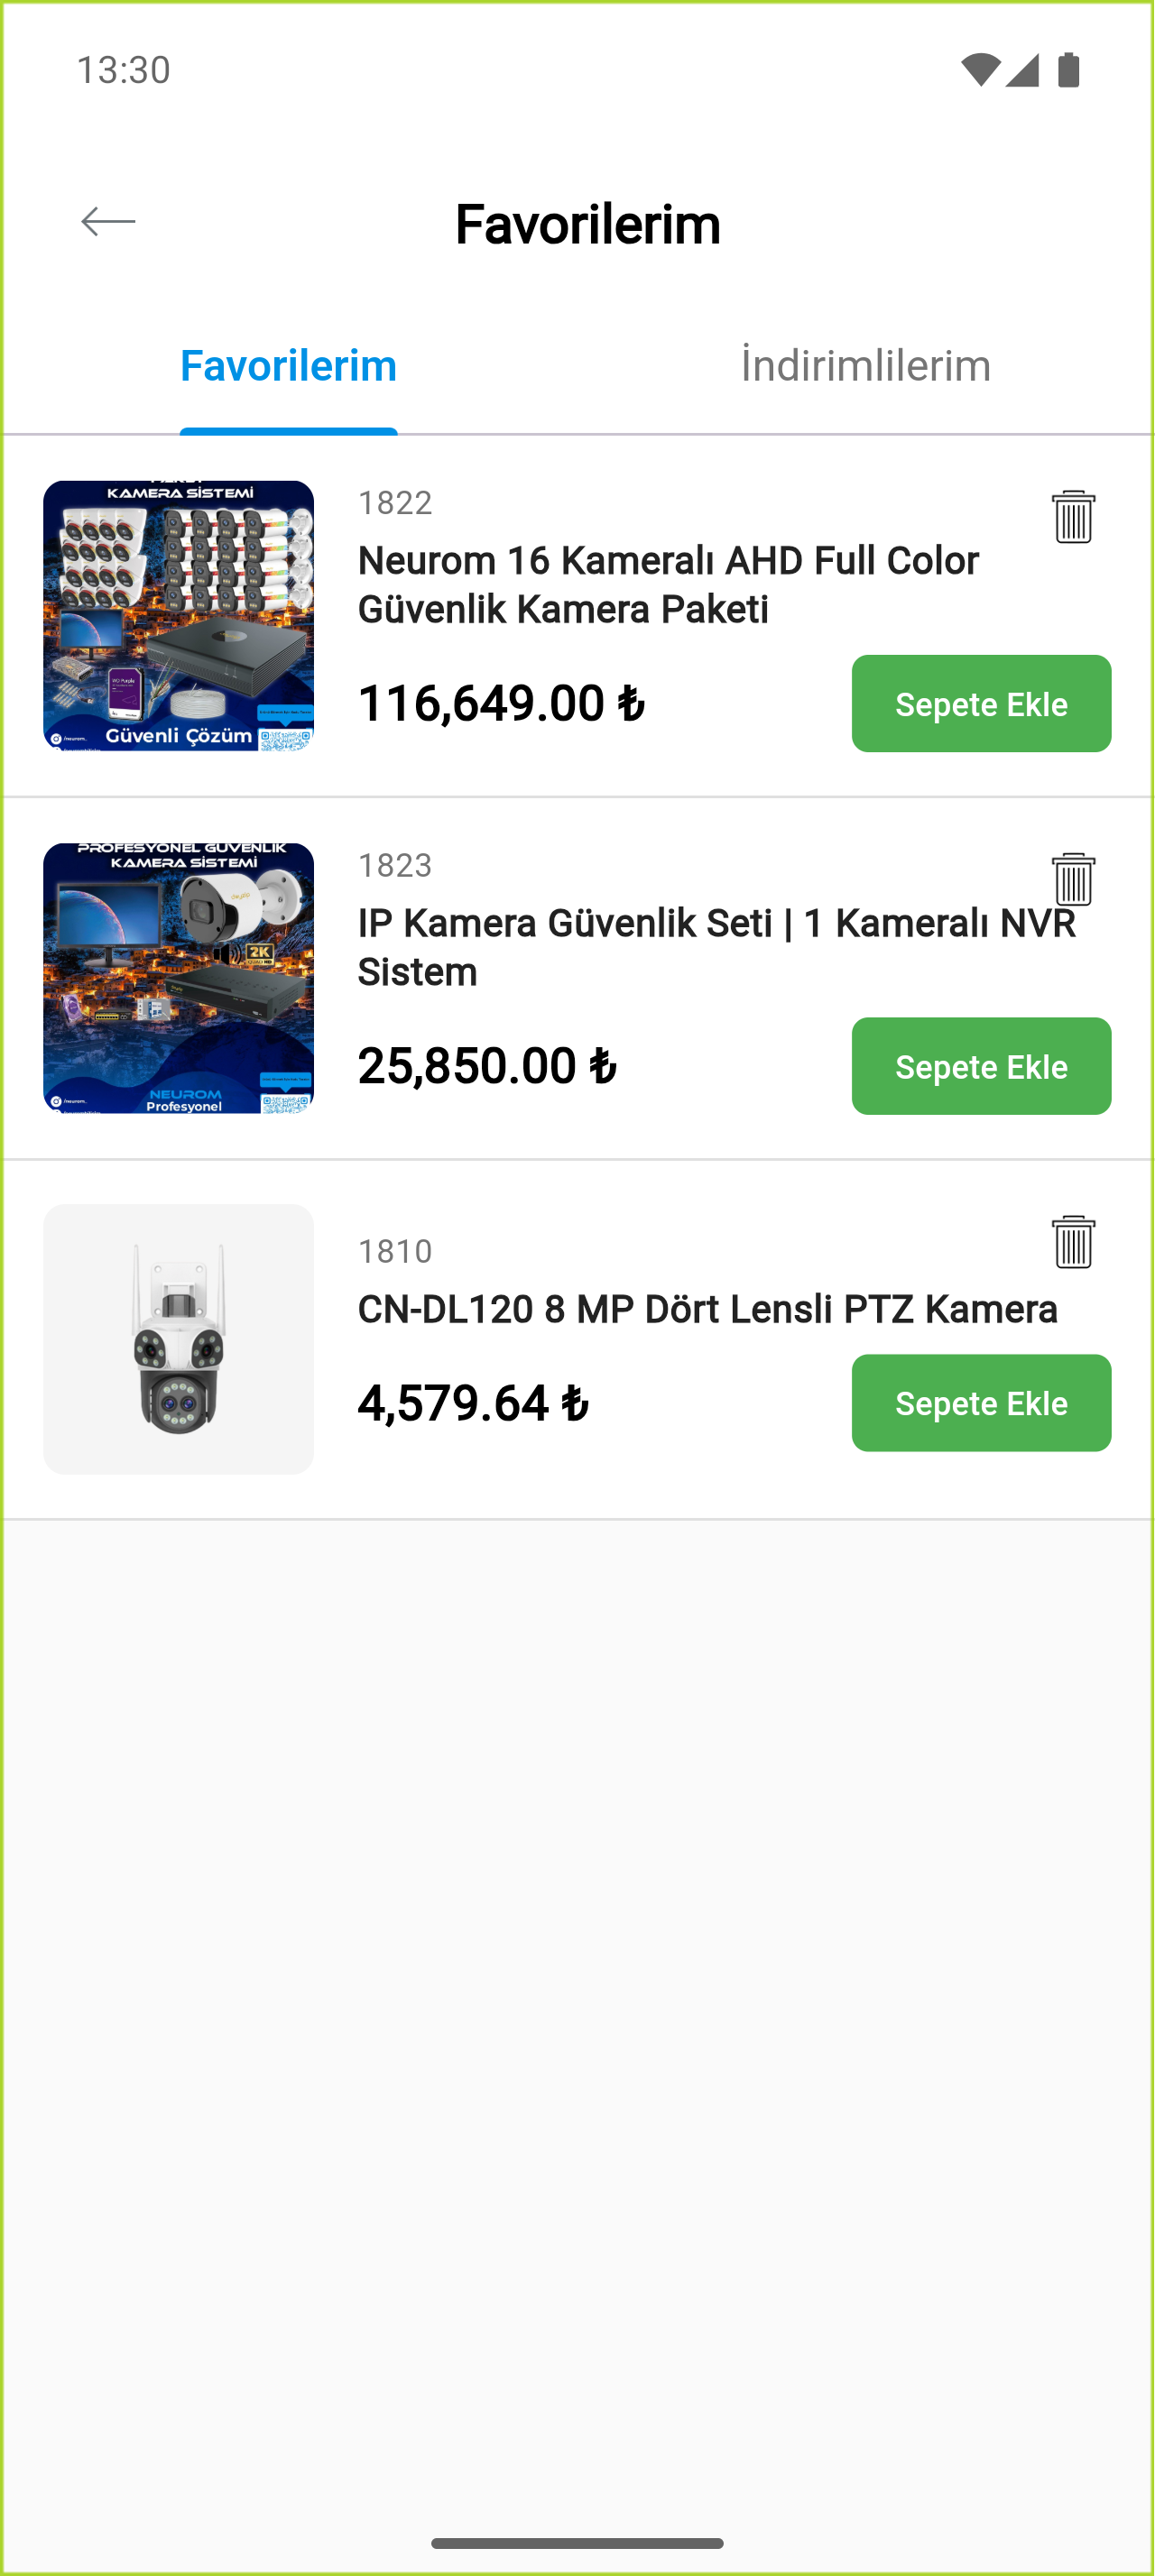 13:30
Favorilerim
Favorilerim
İndirimlilerim
KAMERA SİSTEMİ
Güvenli Çözüm
/neurom_
1822
Neurom 16 Kameralı AHD Full Color
Güvenlik Kamera Paketi
116,649.00 ₺
Sepete Ekle
PROFESYONEL GÜVENLİK
KAMERA SİSTEMİ
2K
NEUROM
Profesyonel
/neurom_
1823
IP Kamera Güvenlik Seti | 1 Kameralı NVR
Sistem
25,850.00 ₺
Sepete Ekle
1810
CN-DL120 8 MP Dört Lensli PTZ Kamera
4,579.64 ₺
Sepete Ekle